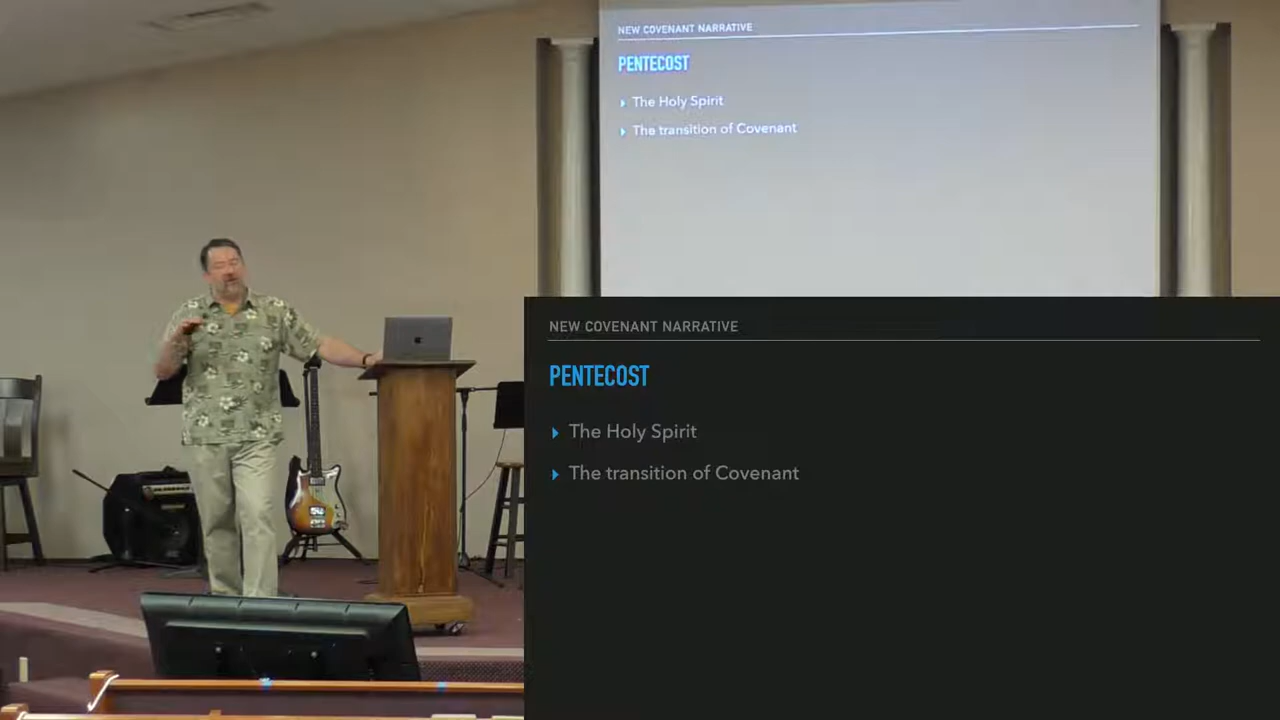 NEW COVENANT NARRATIVE
PENTECOST
The Holy Spirit
The transition of Covenant
NEW COVENANT NARRATIVE
PENTECOST
The Holy Spirit
The transition of Covenant